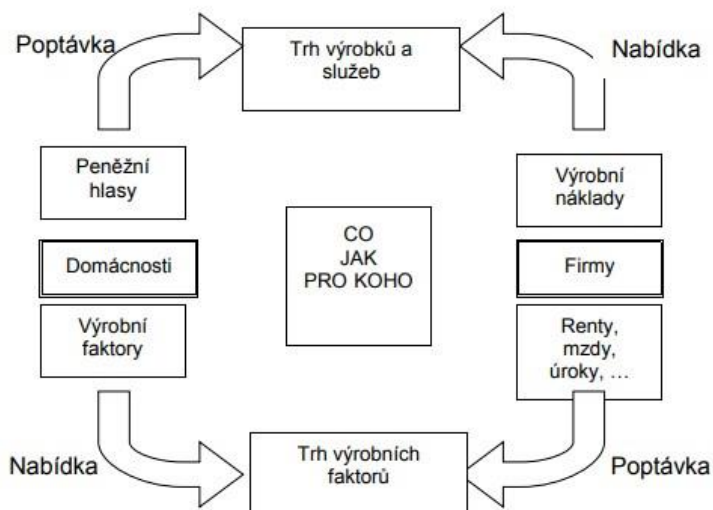 Poptávka
Trh výrobků a
služeb
Nabídka
Peněžní
hlasy
Výrobní
náklady
CO
JAK
PRO KOHO
Domácnosti
Firmy
Výrobní
faktory
Renty,
mzdy,
úroky, …
Nabídka
Trh výrobních
faktorů
Poptávka